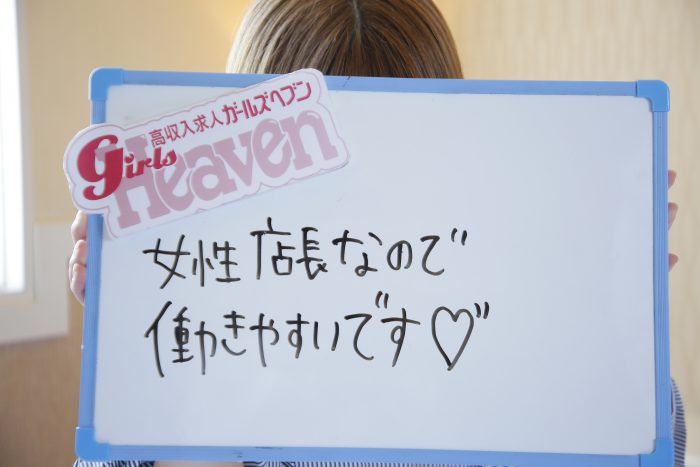 高収入求人ガールズヘブン
Girls
Heaven
女性店長なので
働きやすいです♡"